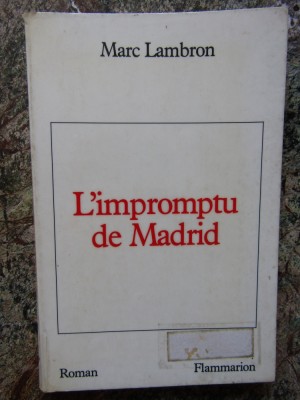 Marc Lambron
L'impromptu
de Madrid
Roman
Flammarion